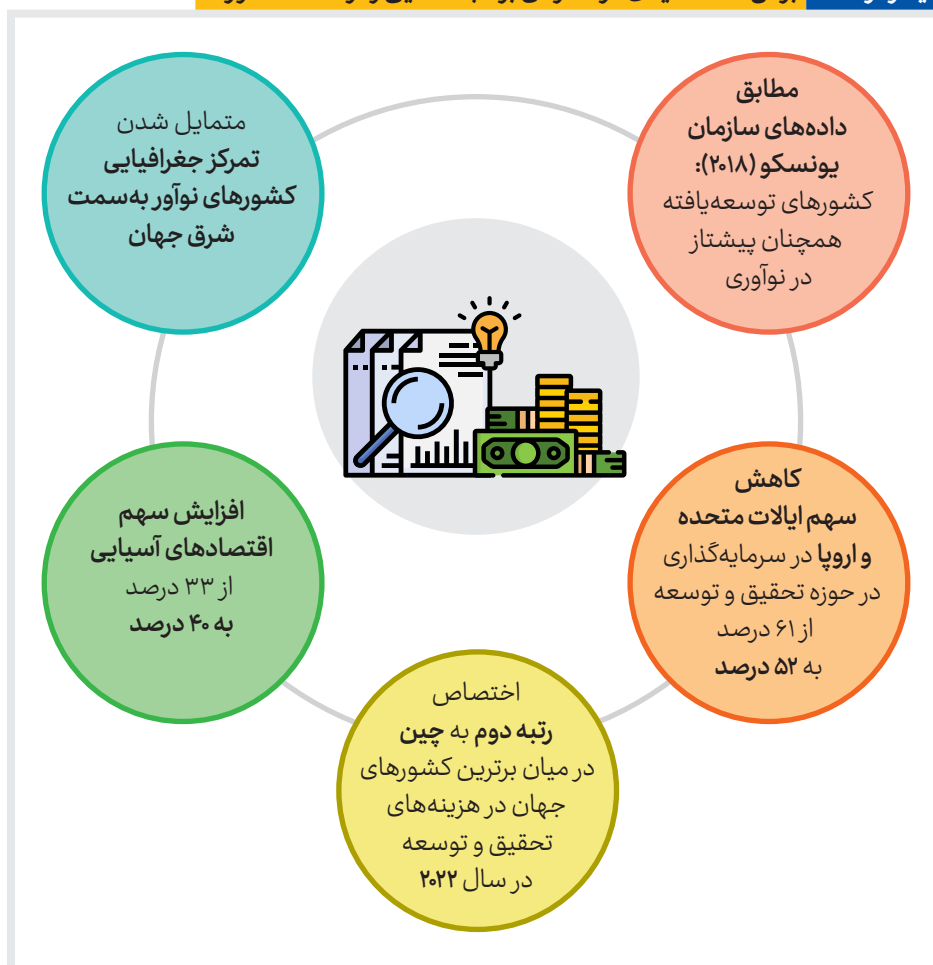 مطابق
داده‌های سازمان
یونسکو (۲۰۱۸):
کشورهای توسعه‌یافته
همچنان پیشتاز
در نوآوری
کاهش
سهم ایالات متحده
و اروپا در سرمایه‌گذاری
در حوزه تحقیق و توسعه
از ۶۱ درصد
به ۵۲ درصد
اختصاص
رتبه دوم به چین
در میان برترین کشورهای
جهان در هزینه‌های
تحقیق و توسعه
در سال ۲۰۲۲
افزایش سهم
اقتصادهای آسیایی
از ۳۳ درصد
به ۴۰ درصد
متمایل شدن
تمرکز جغرافیایی
کشورهای نوآور به‌سمت
شرق جهان